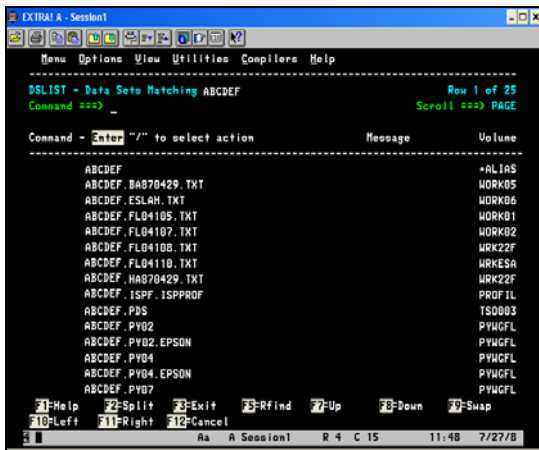 EXTRA! A - Session1
Menu Options View Utilities Compilers Help
DSLIST - Data Sets Matching ABCDEF Row 1 of 25
Command ===> _ Scroll ===> PAGE
Command - Enter "/" to select action Message Volume
ABCDEF *ALIAS
ABCDEF.BA870429.TXT WORK05
ABCDEF.ESLAH.TXT WORK06
ABCDEF.FL04105.TXT WORK01
ABCDEF.FL04107.TXT WORK02
ABCDEF.FL04108.TXT WRK22F
ABCDEF.FL04110.TXT WRKESA
ABCDEF.HA870429.TXT WRK22F
ABCDEF.ISPF.ISPPROF PROFIL
ABCDEF.PDS TSO003
ABCDEF.PY02 PYWGFL
ABCDEF.PY02.EPSON PYWGFL
ABCDEF.PY04 PYWGFL
ABCDEF.PY04.EPSON PYWGFL
ABCDEF.PY07 PYWGFL
F1=Help F2=Split F3=Exit F5=Rfind F7=Up F8=Down F9=Swap
F10=Left F11=Right F12=Cancel
Aa A Session1 R 4 C 15 11:48 7/27/8